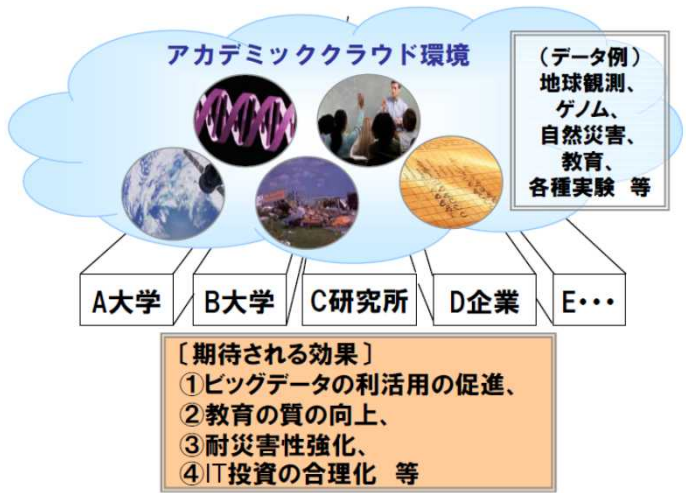 アカデミッククラウド環境
（データ例）
地球観測、
ゲノム、
自然災害、
教育、
各種実験　等
A大学
B大学
C研究所
D企業
E・・・
〔期待される効果〕
①ビッグデータの利活用の促進、
②教育の質の向上、
③耐災害性強化、
④IT投資の合理化　等